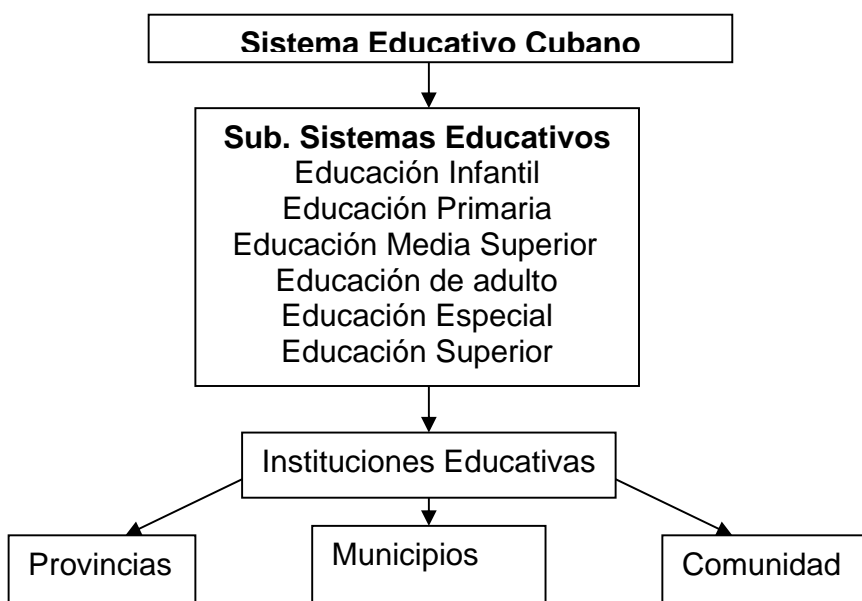 Sistema Educativo Cubano
Sub. Sistemas Educativos
Educación Infantil
Educación Primaria
Educación Media Superior
Educación de adulto
Educación Especial
Educación Superior
Instituciones Educativas
Provincias
Municipios
Comunidad